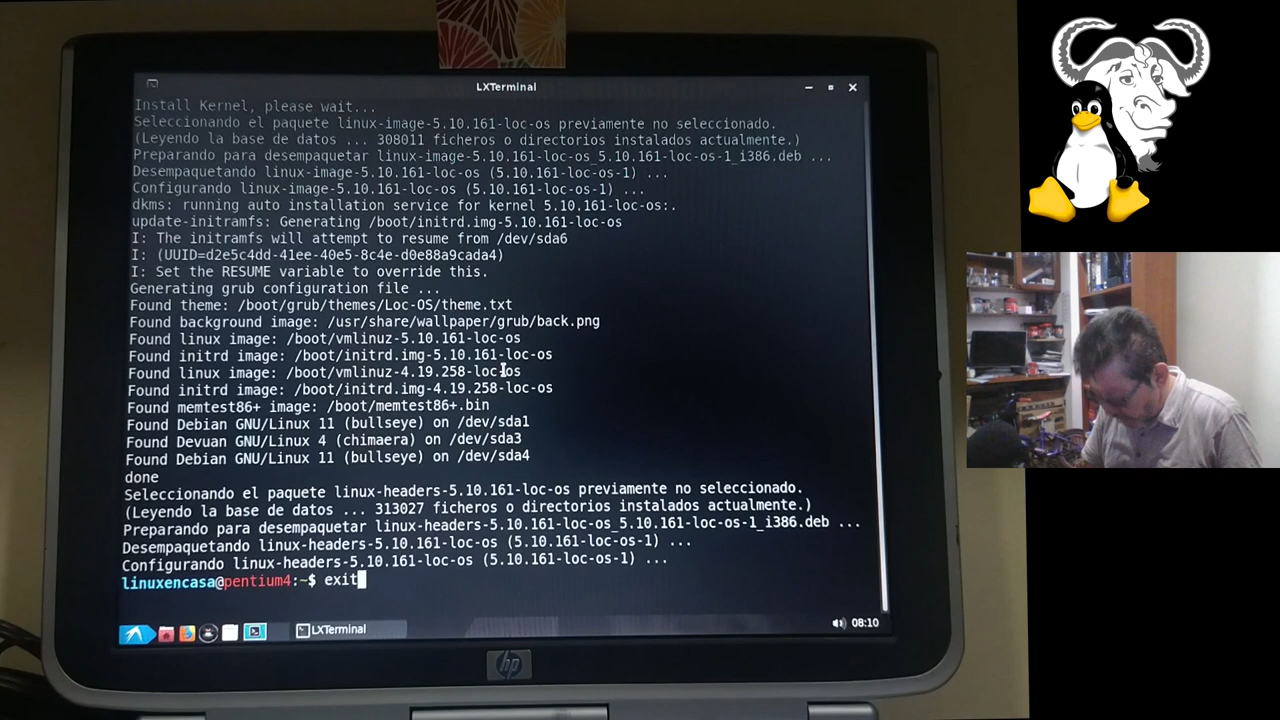 LXTerminal
Install Kernel, please wait...
Seleccionando el paquete linux-image-5.10.161-loc-os previamente no seleccionado.
(Leyendo la base de datos ... 308011 ficheros o directorios instalados actualmente.)
Preparando para desempaquetar linux-image-5.10.161-loc-os_5.10.161-loc-os-1_i386.deb ...
Desempaquetando linux-image-5.10.161-loc-os (5.10.161-loc-os-1) ...
Configurando linux-image-5.10.161-loc-os (5.10.161-loc-os-1) ...
dkms: running auto installation service for kernel 5.10.161-loc-os:.
update-initramfs: Generating /boot/initrd.img-5.10.161-loc-os
I: The initramfs will attempt to resume from /dev/sda6
I: (UUID=d2e5c4dd-41ee-40e5-8c4e-d0e88a9cada4)
I: Set the RESUME variable to override this.
Generating grub configuration file ...
Found theme: /boot/grub/themes/Loc-OS/theme.txt
Found background image: /usr/share/wallpaper/grub/back.png
Found linux image: /boot/vmlinuz-5.10.161-loc-os
Found initrd image: /boot/initrd.img-5.10.161-loc-os
Found linux image: /boot/vmlinuz-4.19.258-loc-os
Found initrd image: /boot/initrd.img-4.19.258-loc-os
Found memtest86+ image: /boot/memtest86+.bin
Found Debian GNU/Linux 11 (bullseye) on /dev/sda1
Found Devuan GNU/Linux 4 (chimaera) on /dev/sda3
Found Debian GNU/Linux 11 (bullseye) on /dev/sda4
done
Seleccionando el paquete linux-headers-5.10.161-loc-os previamente no seleccionado.
(Leyendo la base de datos ... 313027 ficheros o directorios instalados actualmente.)
Preparando para desempaquetar linux-headers-5.10.161-loc-os_5.10.161-loc-os-1_i386.deb ...
Desempaquetando linux-headers-5.10.161-loc-os (5.10.161-loc-os-1) ...
Configurando linux-headers-5.10.161-loc-os (5.10.161-loc-os-1) ...
linuxencasa@pentium4:~$ exit
LXTerminal
08:10
hp